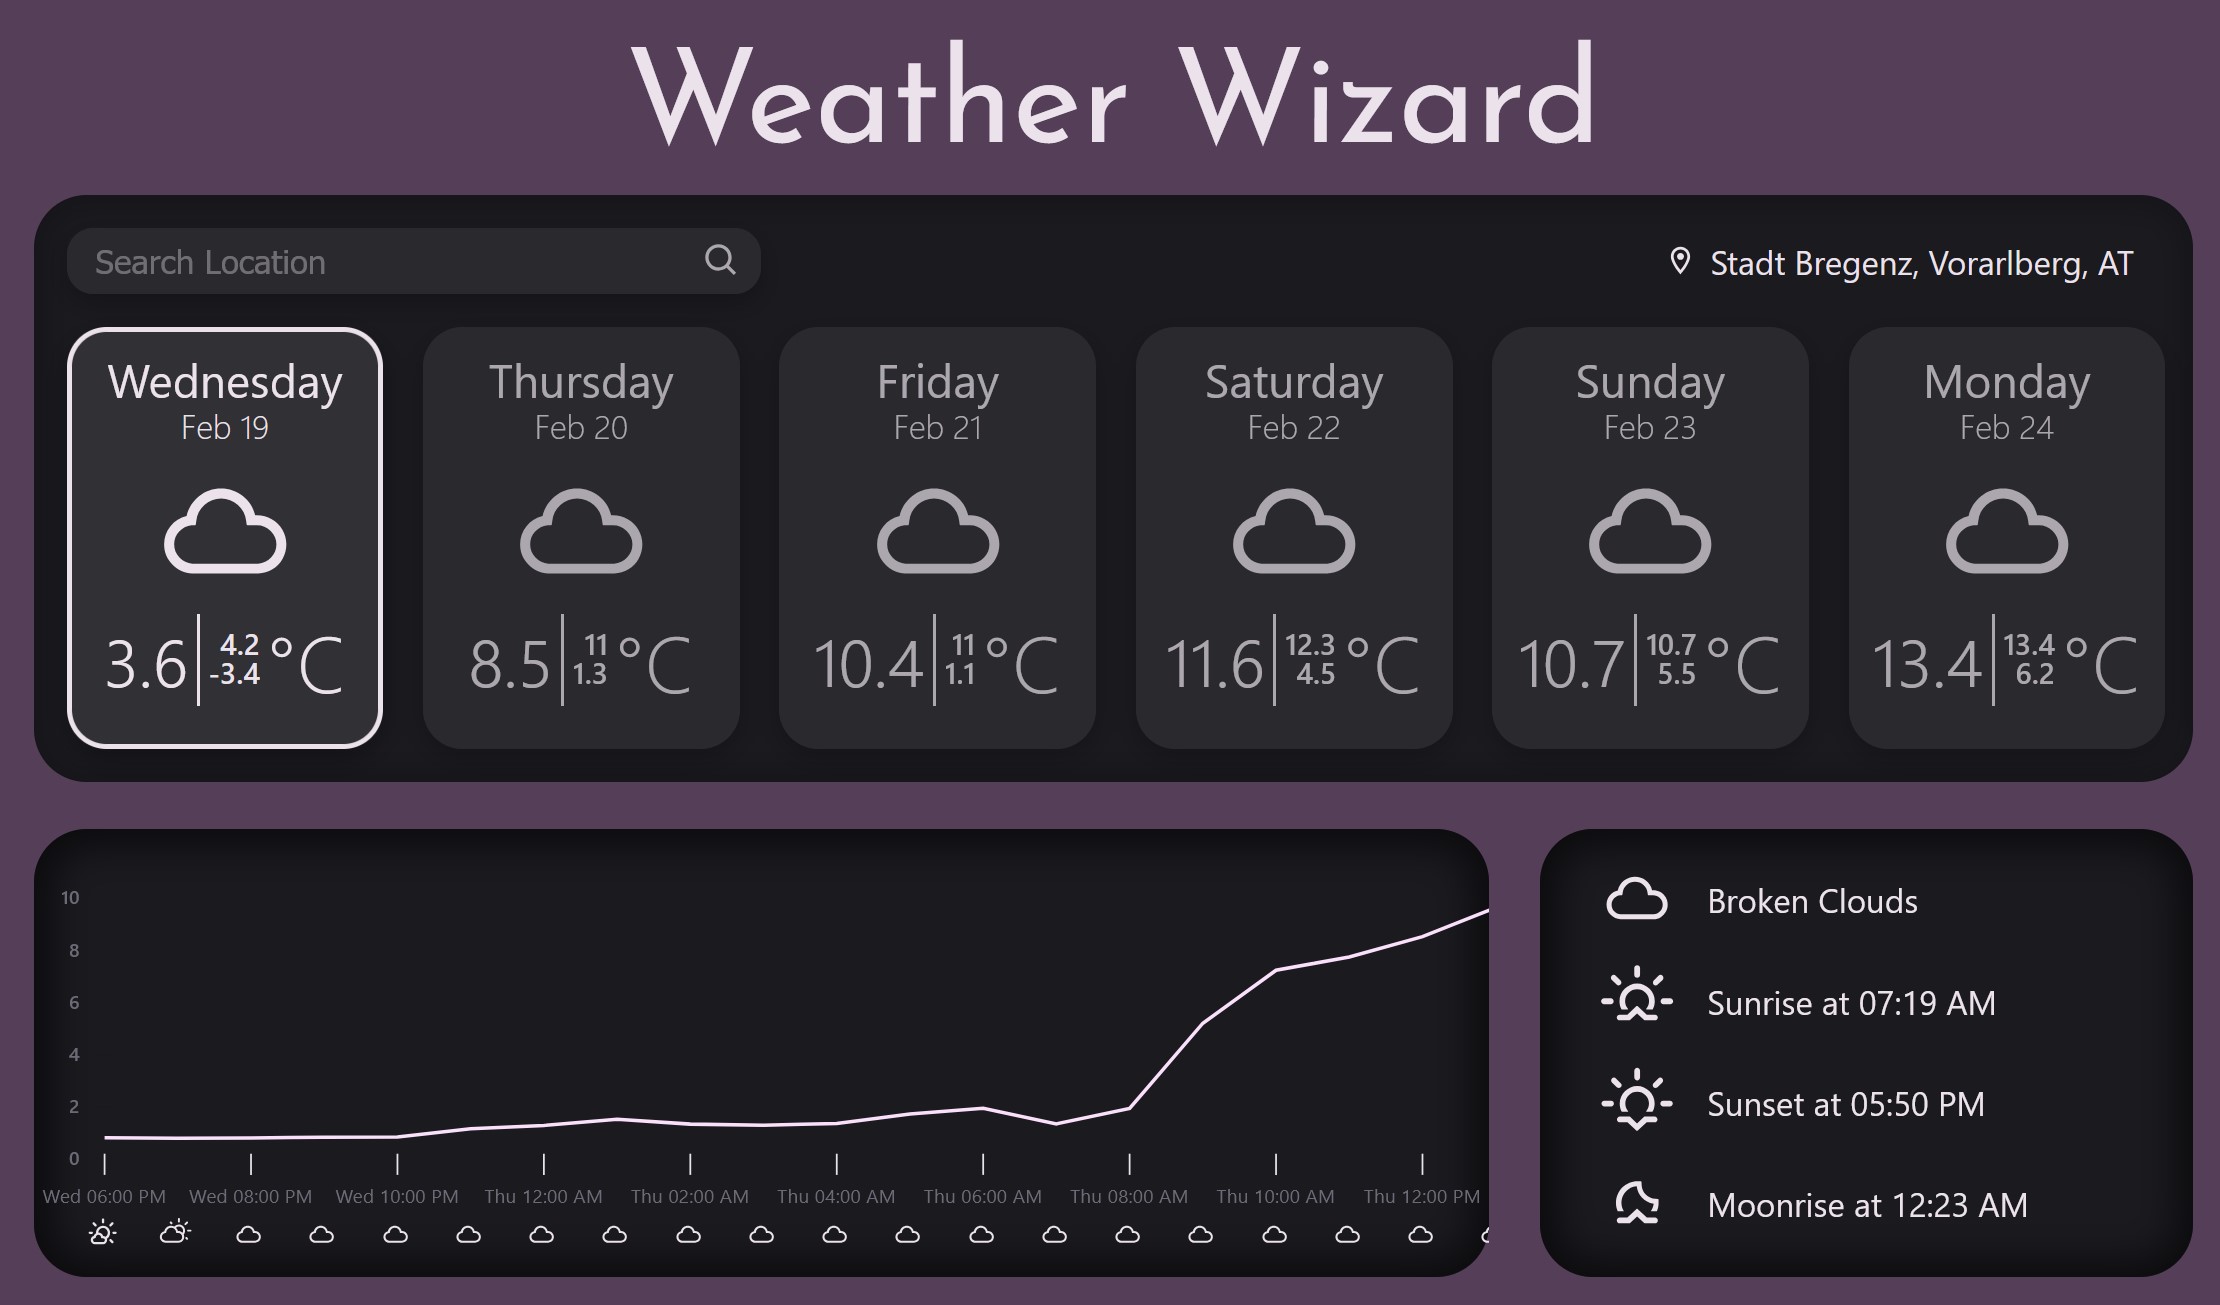 Weather Wizard
Search Location
Stadt Bregenz, Vorarlberg, AT
Wednesday
Feb 19
3.6
4.2
-3.4
°C
Thursday
Feb 20
8.5
11
1.3
°C
Friday
Feb 21
10.4
11
1.1
°C
Saturday
Feb 22
11.6
12.3
4.5
°C
Sunday
Feb 23
10.7
10.7
5.5
°C
Monday
Feb 24
13.4
13.4
6.2
°C
10
8
6
4
2
0
Wed 06:00 PM Wed 08:00 PM Wed 10:00 PM Thu 12:00 AM Thu 02:00 AM Thu 04:00 AM Thu 06:00 AM Thu 08:00 AM Thu 10:00 AM Thu 12:00 PM
Broken Clouds
Sunrise at 07:19 AM
Sunset at 05:50 PM
Moonrise at 12:23 AM